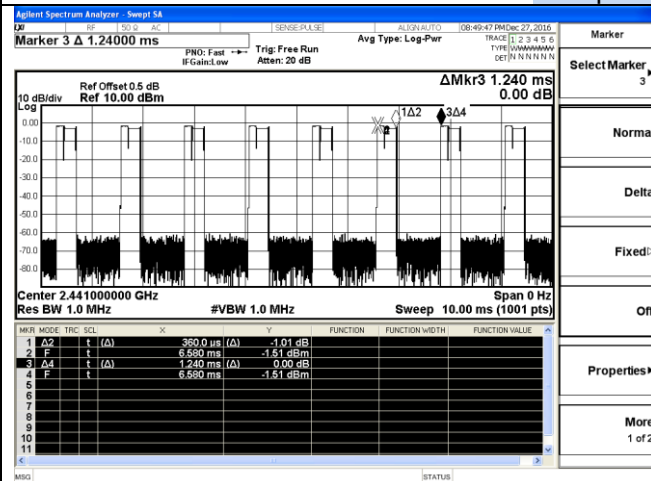 Agilent Spectrum Analyzer - Swept SA
RF 50 Ω AC SENSE:PULSE ALIGN AUTO 08:49:47 PM Dec 27, 2016
Marker 3 Δ 1.24000 ms
PNO: Fast Trig: Free Run Avg Type: Log-Pwr TRACE 1 2 3 4 5 6
IFGain:Low Atten: 20 dB TYPE WWWWWW
DET N N N N N N
Ref Offset 0.5 dB ΔMkr3 1.240 ms
10 dB/div Ref 10.00 dBm 0.00 dB
Log
1Δ2 3Δ4
0.00
-10.0
-20.0
-30.0
-40.0
-50.0
-60.0
-70.0
-80.0
Center 2.441000000 GHz Span 0 Hz
Res BW 1.0 MHz #VBW 1.0 MHz Sweep 10.00 ms (1001 pts)
MKR MODE TRC SCL X Y FUNCTION FUNCTION WIDTH FUNCTION VALUE
1 Δ2 t (Δ) 360.0 µs (Δ) -1.01 dB
2 F t 6.580 ms -1.51 dBm
3 Δ4 t (Δ) 1.240 ms (Δ) 0.00 dB
4 F t 6.580 ms -1.51 dBm
5
6
7
8
9
10
11
MSG STATUS
Marker
Select Marker
3
Norma
Delta
Fixed
Off
Properties
More
1 of 2